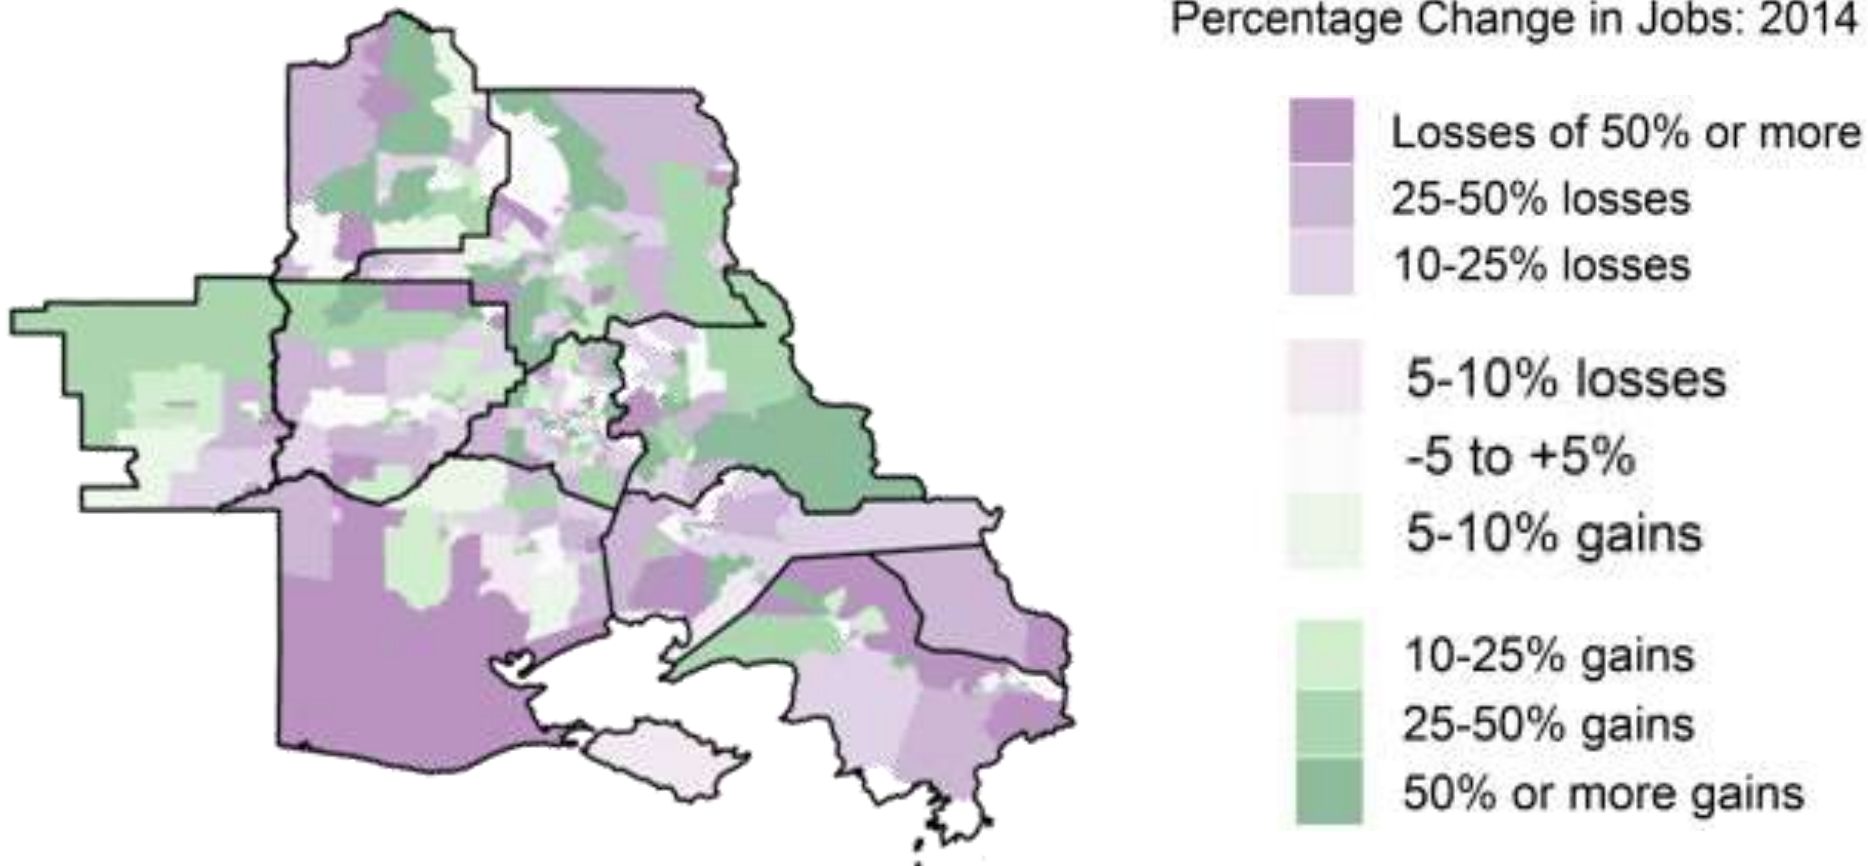 Percentage Change in Jobs: 2014
Losses of 50% or more
25-50% losses
10-25% losses
5-10% losses
-5 to +5%
5-10% gains
10-25% gains
25-50% gains
50% or more gains